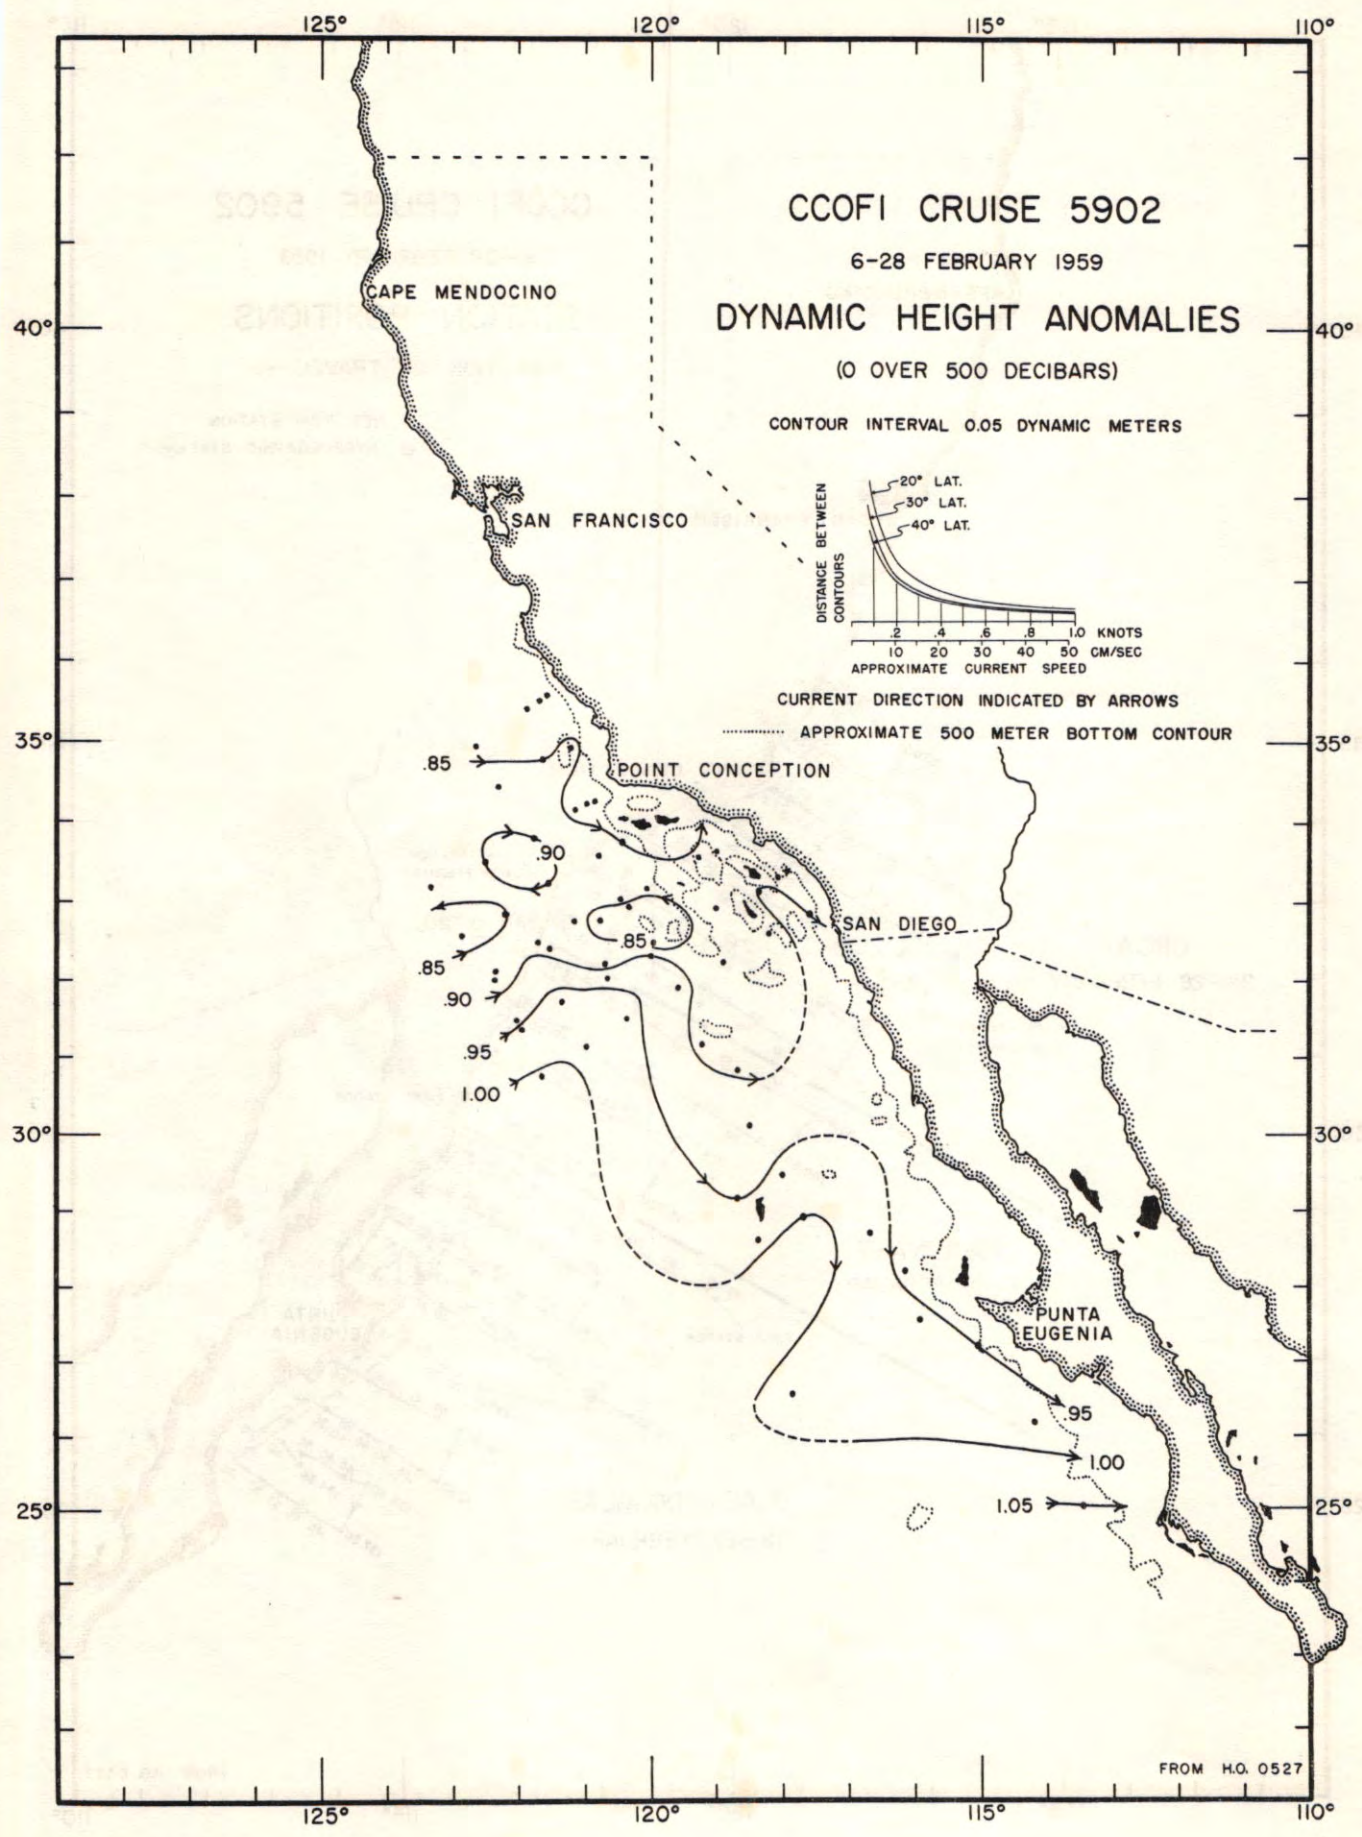 125° 120° 115° 110°
CCOFI CRUISE 5902
6-28 FEBRUARY 1959
CAPE MENDOCINO
DYNAMIC HEIGHT ANOMALIES
40° 40°
(0 OVER 500 DECIBARS)
CONTOUR INTERVAL 0.05 DYNAMIC METERS
20° LAT.
30° LAT.
40° LAT.
DISTANCE BETWEEN
CONTOURS
SAN FRANCISCO
.2 .4 .6 .8 1.0 KNOTS
10 20 30 40 50 CM/SEC
APPROXIMATE CURRENT SPEED
CURRENT DIRECTION INDICATED BY ARROWS
APPROXIMATE 500 METER BOTTOM CONTOUR
35° 35°
.85
POINT CONCEPTION
.90
SAN DIEGO
.85
.85
.90
.95
1.00
30° 30°
PUNTA
EUGENIA
.95
1.00
1.05
25° 25°
FROM H.O. 0527
125° 120° 115° 110°